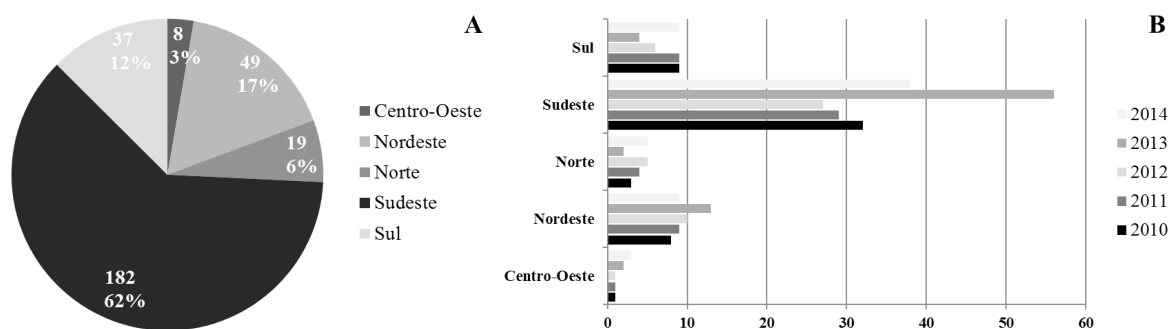 A
8
3%
49
17%
19
6%
182
62%
37
12%
Centro-Oeste
Nordeste
Norte
Sudeste
Sul
B
Sul
Sudeste
Norte
Nordeste
Centro-Oeste
0
10
20
30
40
50
60
2014
2013
2012
2011
2010